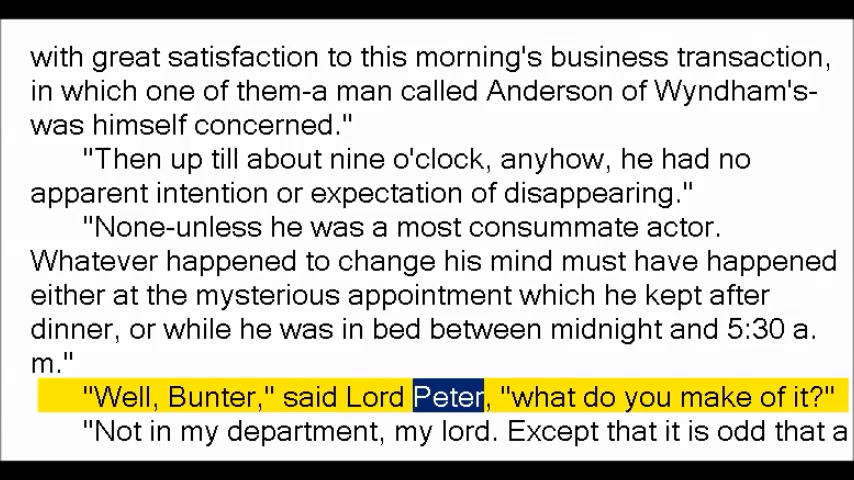 with great satisfaction to this morning's business transaction,
in which one of them-a man called Anderson of Wyndham's-
was himself concerned."
"Then up till about nine o'clock, anyhow, he had no
apparent intention or expectation of disappearing."
"None-unless he was a most consummate actor.
Whatever happened to change his mind must have happened
either at the mysterious appointment which he kept after
dinner, or while he was in bed between midnight and 5:30 a.
m."
"Well, Bunter," said Lord Peter, "what do you make of it?"
"Not in my department, my lord. Except that it is odd that a